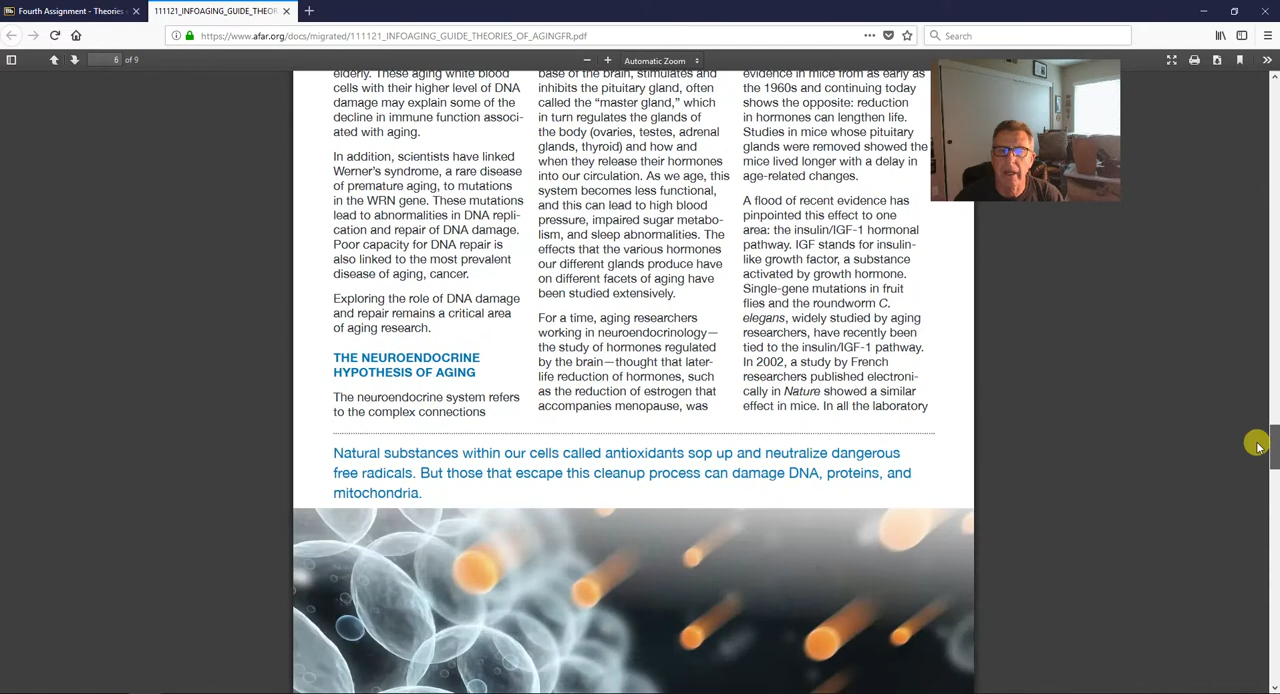 Fourth Assignment - Theories o
111121_INFOAGING_GUIDE_THEOR
https://www.afar.org/docs/migrated/111121_INFOAGING_GUIDE_THEORIES_OF_AGINGFR.pdf
Search
6 of 9
Automatic Zoom
elderly. These aging white blood
cells with their higher level of DNA
damage may explain some of the
decline in immune function associ-
ated with aging.
In addition, scientists have linked
Werner's syndrome, a rare disease
of premature aging, to mutations
in the WRN gene. These mutations
lead to abnormalities in DNA repli-
cation and repair of DNA damage.
Poor capacity for DNA repair is
also linked to the most prevalent
disease of aging, cancer.
Exploring the role of DNA damage
and repair remains a critical area
of aging research.
THE NEUROENDOCRINE
HYPOTHESIS OF AGING
The neuroendocrine system refers
to the complex connections
base of the brain, stimulates and
inhibits the pituitary gland, often
called the “master gland,” which
in turn regulates the glands of
the body (ovaries, testes, adrenal
glands, thyroid) and how and
when they release their hormones
into our circulation. As we age, this
system becomes less functional,
and this can lead to high blood
pressure, impaired sugar metabo-
lism, and sleep abnormalities. The
effects that the various hormones
our different glands produce have
on different facets of aging have
been studied extensively.
For a time, aging researchers
working in neuroendocrinology—
the study of hormones regulated
by the brain—thought that later-
life reduction of hormones, such
as the reduction of estrogen that
accompanies menopause, was
evidence in mice from as early as
the 1960s and continuing today
shows the opposite: reduction
in hormones can lengthen life.
Studies in mice whose pituitary
glands were removed showed the
mice lived longer with a delay in
age-related changes.
A flood of recent evidence has
pinpointed this effect to one
area: the insulin/IGF-1 hormonal
pathway. IGF stands for insulin-
like growth factor, a substance
activated by growth hormone.
Single-gene mutations in fruit
flies and the roundworm C.
elegans, widely studied by aging
researchers, have recently been
tied to the insulin/IGF-1 pathway.
In 2002, a study by French
researchers published electroni-
cally in Nature showed a similar
effect in mice. In all the laboratory
Natural substances within our cells called antioxidants sop up and neutralize dangerous
free radicals. But those that escape this cleanup process can damage DNA, proteins, and
mitochondria.